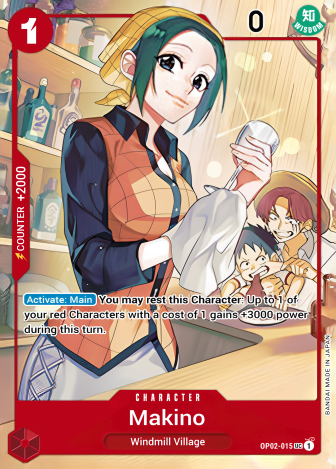 1
0
知
WISDOM
COUNTER +2000
Activate: Main You may rest this Character: Up to 1 of
your red Characters with a cost of 1 gains +3000 power
during this turn.
BANDAI MADE IN JAPAN
CHARACTER
Makino
Windmill Village
OP02-015 UC 1